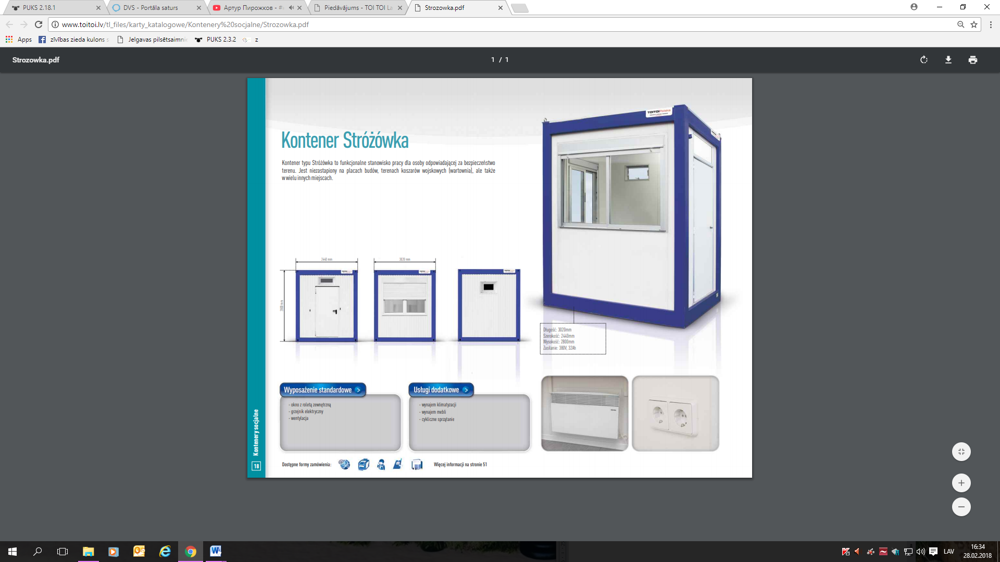 PUKS 2.18.1
DVS - Portāla saturs
Артур Пирожков - #
Piedāvājums - TOI TOI La
Strozowka.pdf
www.toitoi.lv/tl_files/karty_katalogowe/Kontenery%20socjalne/Strozowka.pdf
Apps
zīvības zieda kulons s
Jelgavas pilsētsaimnie
PUKS 2.3.2
z
Strozowka.pdf
1 / 1
TOITOI Polska
Kontener Stróżówka
Kontener typu Stróżówka to funkcjonalne stanowisko pracy dla osoby odpowiadającej za bezpieczeństwo
terenu. Jest niezastapiony na placach budów, terenach koszarów wojskowych (wartownia), ale także
w wielu innych miejscach.
2440 mm
3020 mm
2800 mm
Długość: 3020mm
Szerokość: 2440mm
Wysokość: 2800mm
Zasilanie: 380V, 32Ah
Wyposażenie standardowe
- okno z roletą zewnętrzną
- grzejnik elektryczny
- wentylacja
Usługi dodatkowe
- wynajem klimatyzacji
- wynajem mebli
- cykliczne sprzątanie
Kontenery socjalne
18
Dostępne formy zamówienia:
Więcej informacji na stronie 51
LAV
16:34
28.02.2018